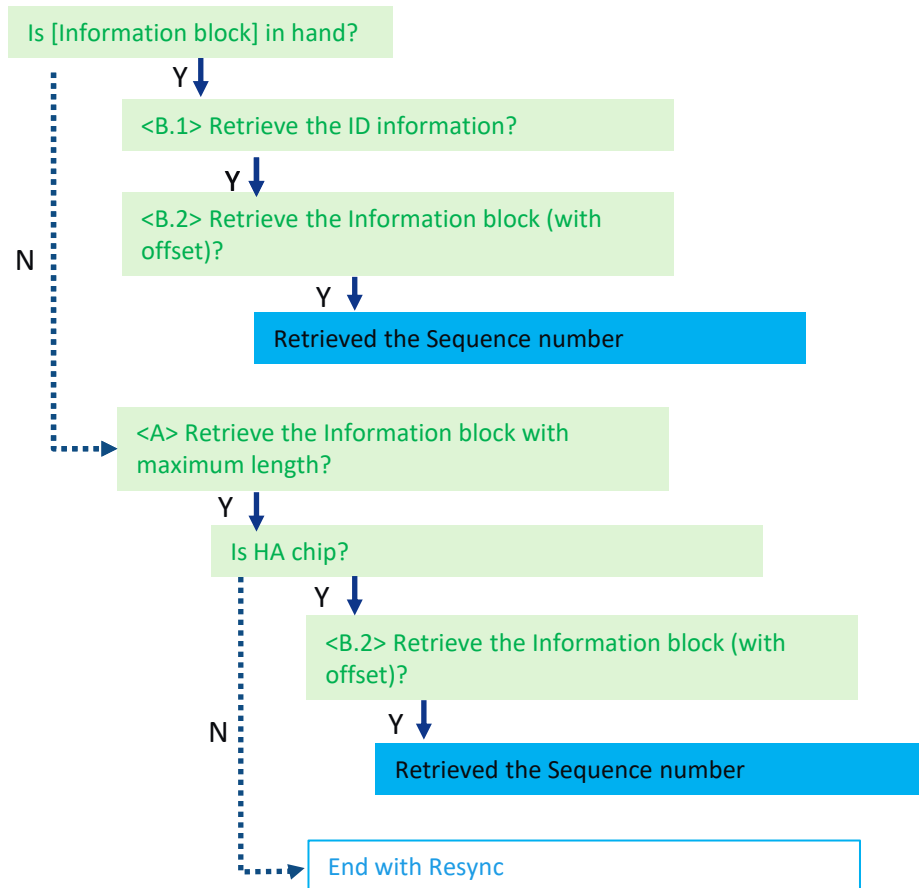 Is [Information block] in hand?
Y
<B.1> Retrieve the ID information?
Y
<B.2> Retrieve the Information block (with
offset)?
N
Y
Retrieved the Sequence number
<A> Retrieve the Information block with
maximum length?
Y
Is HA chip?
Y
<B.2> Retrieve the Information block (with
offset)?
Y
N
Retrieved the Sequence number
End with Resync